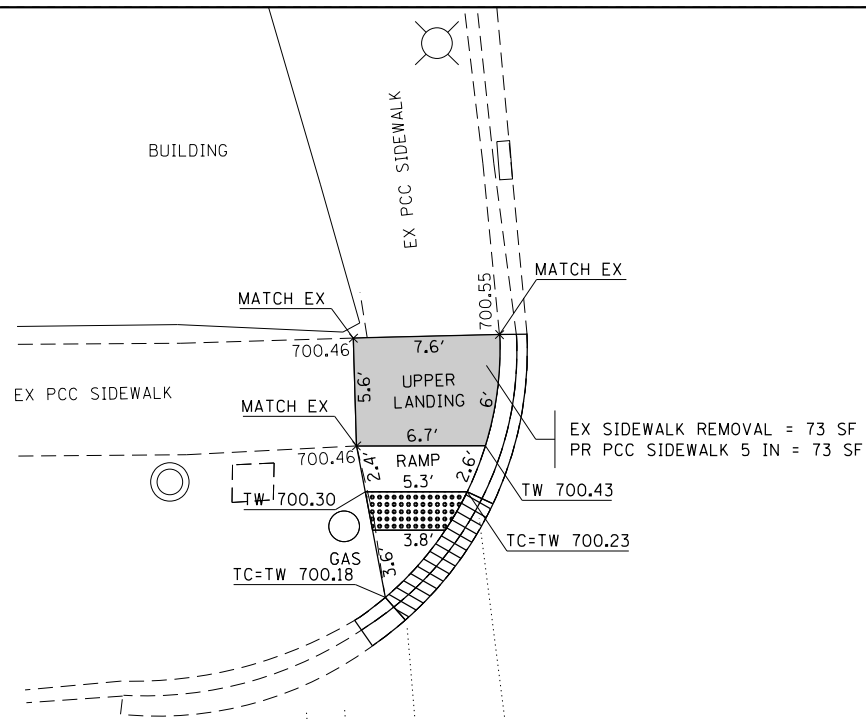 BUILDING
EX PCC SIDEWALK
MATCH EX
700.55
MATCH EX
700.46
7.6'
EX PCC SIDEWALK
5.6'
UPPER
LANDING
6'
MATCH EX
6.7'
EX SIDEWALK REMOVAL = 73 SF
PR PCC SIDEWALK 5 IN = 73 SF
700.46
RAMP
2.4'
2.6'
5.3'
TW 700.43
TW 700.30
3.8'
TC=TW 700.23
GAS
3.6'
TC=TW 700.18